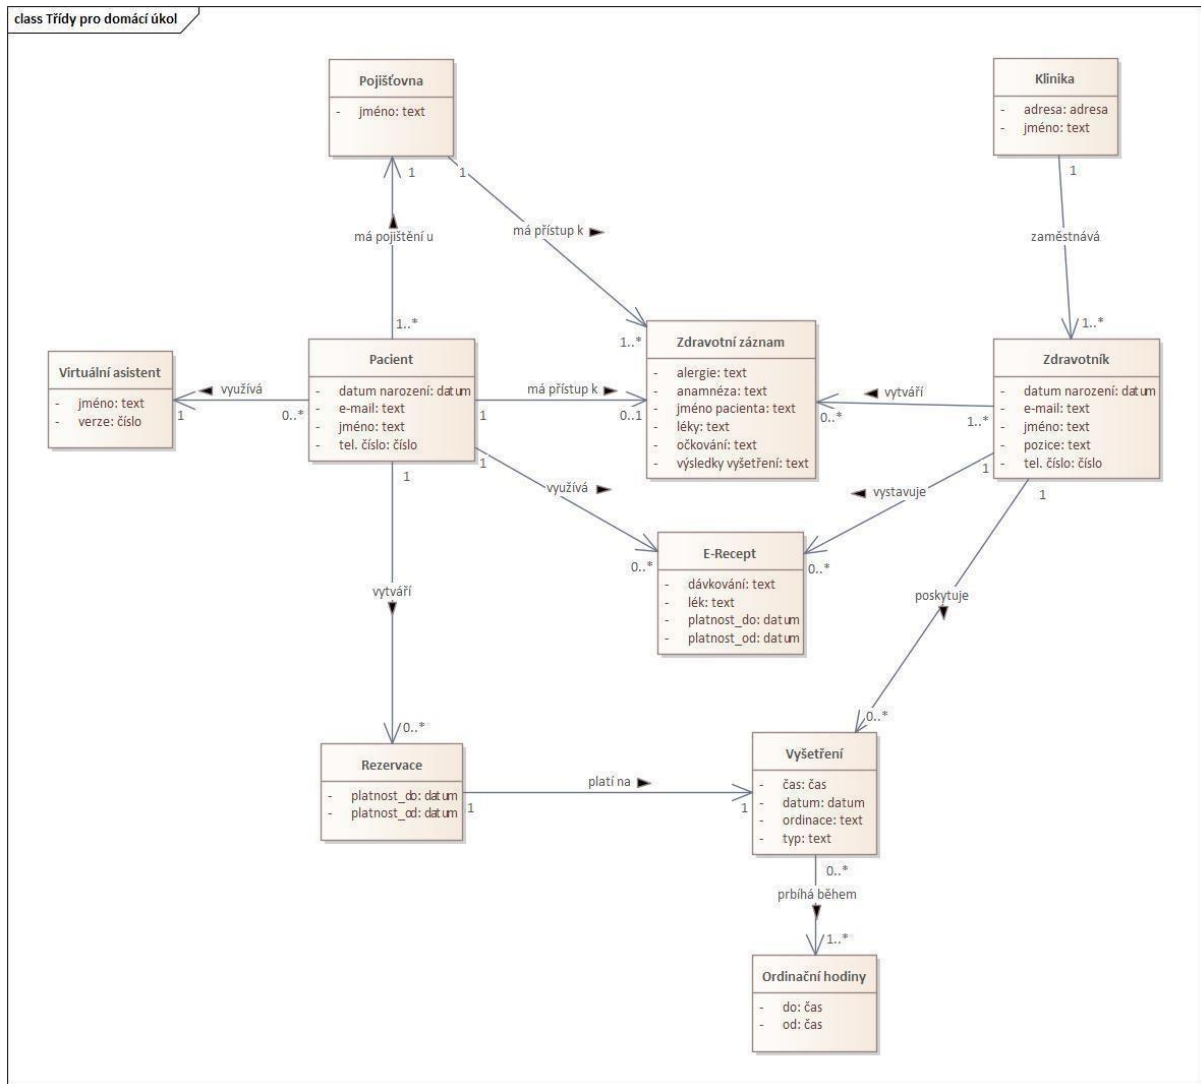 class Třídy pro domácí úkol
Pojišťovna
- jméno: text
Klinika
- adresa: adresa
- jméno: text
1
1
1
má přístup k
má pojištění u
zaměstnává
1..*
1..*
1..*
Virtuální asistent
- jméno: text
- verze: číslo
využívá
1
0..*
Pacient
- datum narození: datum
- e-mail: text
- jméno: text
- tel. číslo: číslo
má přístup k
1
0..1
Zdravotní záznam
- alergie: text
- anamnéza: text
- jméno pacienta: text
- léky: text
- očkování: text
- výsledky vyšetření: text
vytváří
0..*
1..*
Zdravotník
- datum narození: datum
- e-mail: text
- jméno: text
- pozice: text
- tel. číslo: číslo
1
1
1
1
využívá
vystavuje
0..*
0..*
E-Recept
- dávkování: text
- lék: text
- platnost_do: datum
- platnost_od: datum
vytváří
poskytuje
0..*
0..*
Rezervace
- platnost_do: datum
- platnost_od: datum
platí na
1
1
Vyšetření
- čas: čas
- datum: datum
- ordinace: text
- typ: text
0..*
prbíhá během
1..*
Ordinační hodiny
- do: čas
- od: čas